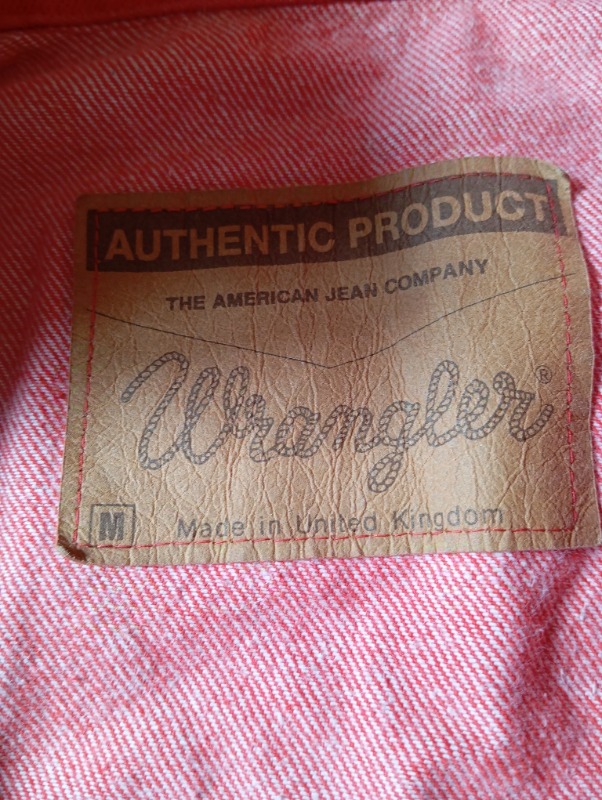 AUTHENTIC PRODUCT
THE AMERICAN JEAN COMPANY
Wrangler®
M Made in United Kingdom